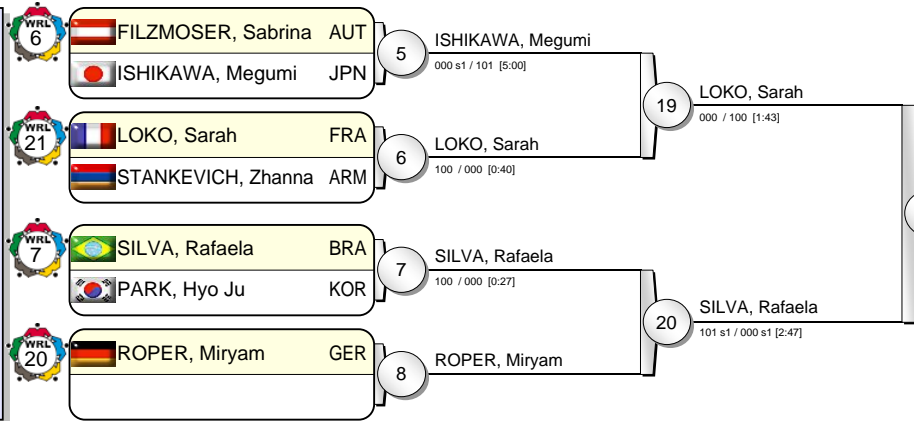 WRL
6
FILZMOSER, Sabrina AUT
ISHIKAWA, Megumi JPN
5
ISHIKAWA, Megumi
000 s1 / 101 [5:00]
19
LOKO, Sarah
000 / 100 [1:43]
WRL
21
LOKO, Sarah FRA
STANKEVICH, Zhanna ARM
6
LOKO, Sarah
100 / 000 [0:40]
WRL
7
SILVA, Rafaela BRA
PARK, Hyo Ju KOR
7
SILVA, Rafaela
100 / 000 [0:27]
20
SILVA, Rafaela
101 s1 / 000 s1 [2:47]
WRL
20
ROPER, Miryam GER
8
ROPER, Miryam